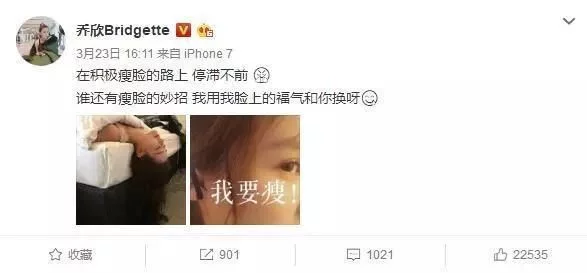 乔欣Bridgette
3月23日 16:11 来自 iPhone 7
在积极瘦脸的路上 停滞不前
谁还有瘦脸的妙招 我用我脸上的福气和你换呀
我要瘦!
收藏 901 1021 22535